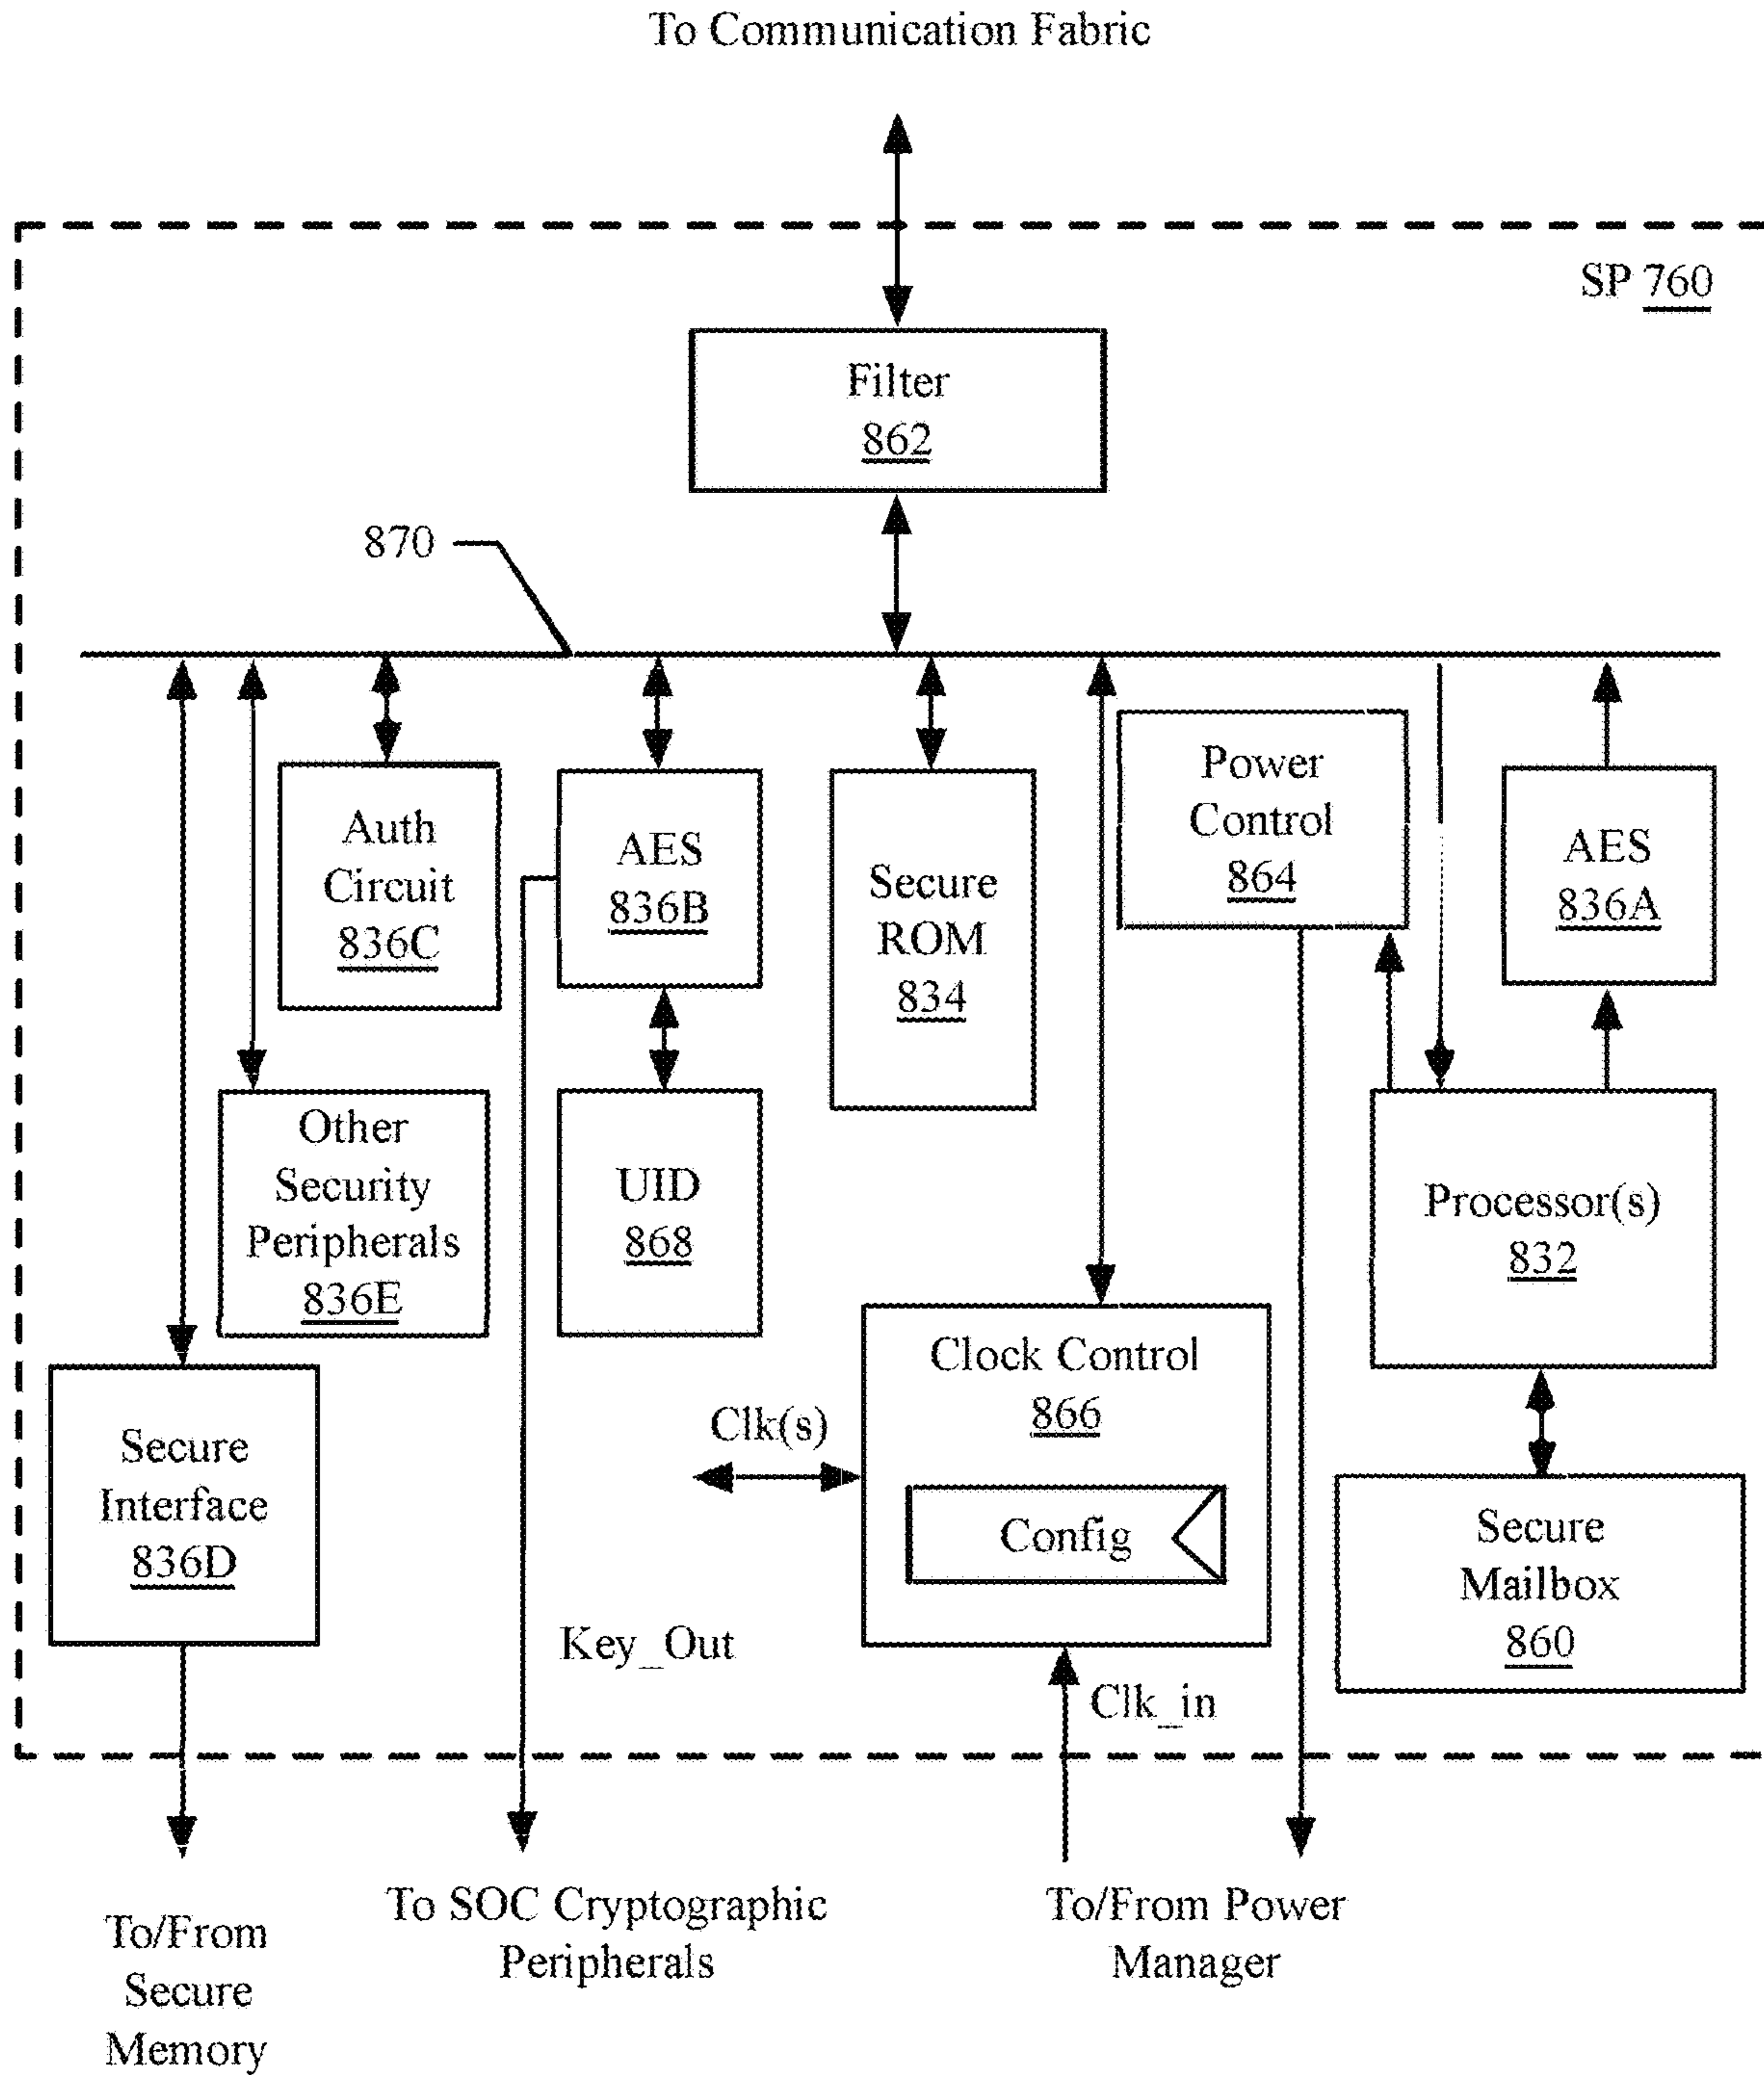 To Communication Fabric
SP 760
Filter
862
870
Auth
Circuit
836C
AES
836B
Secure
ROM
834
Power
Control
864
AES
836A
Other
Security
Peripherals
836E
UID
868
Processor(s)
832
Clock Control
866
Config
Clk(s)
Secure
Interface
836D
Secure
Mailbox
860
Key_Out
Clk_in
To/From
Secure
Memory
To SOC Cryptographic
Peripherals
To/From Power
Manager